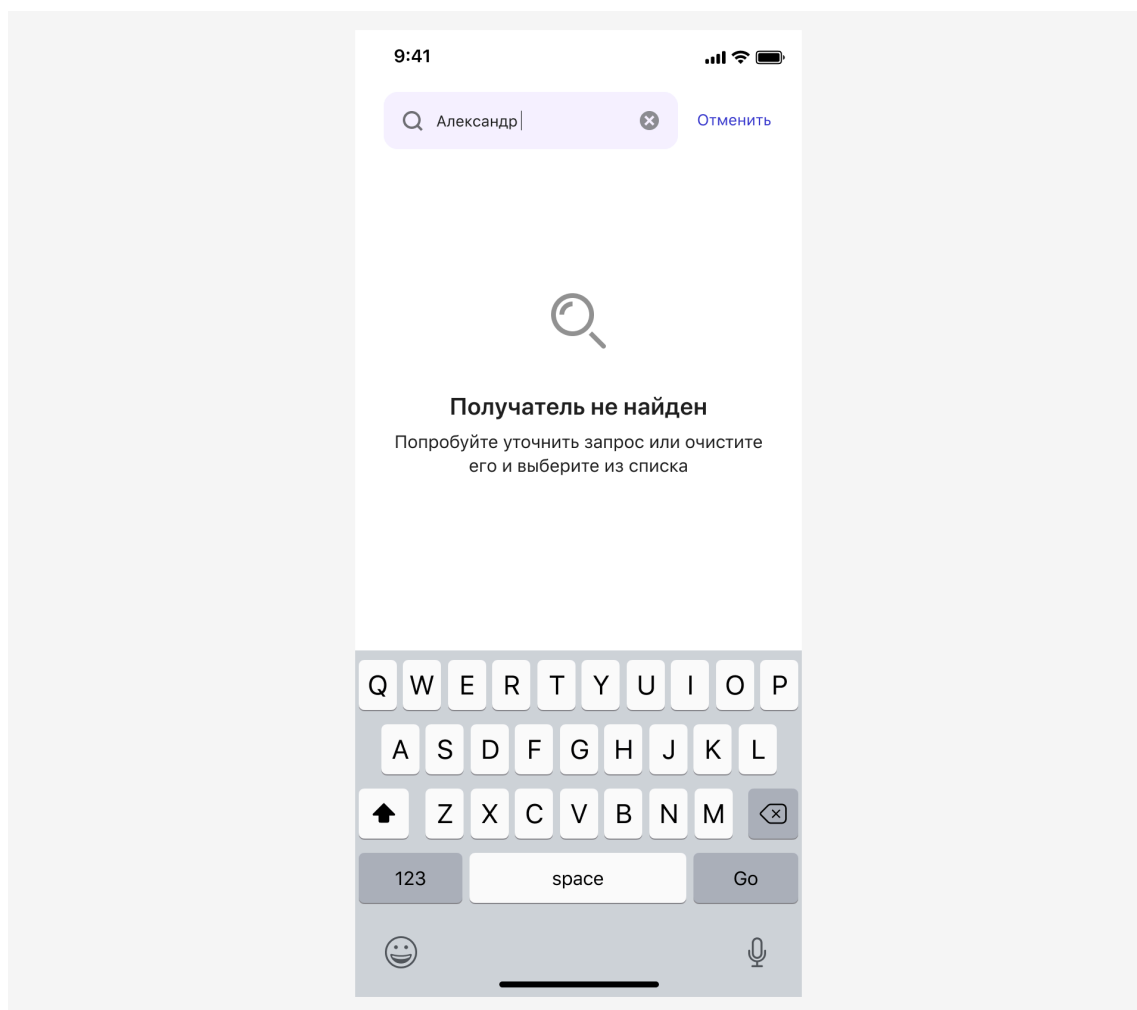 9:41
Александр
Отменить
Получатель не найден
Попробуйте уточнить запрос или очистите
его и выберите из списка
Q W E R T Y U I O P
A S D F G H J K L
Z X C V B N M
123 space Go